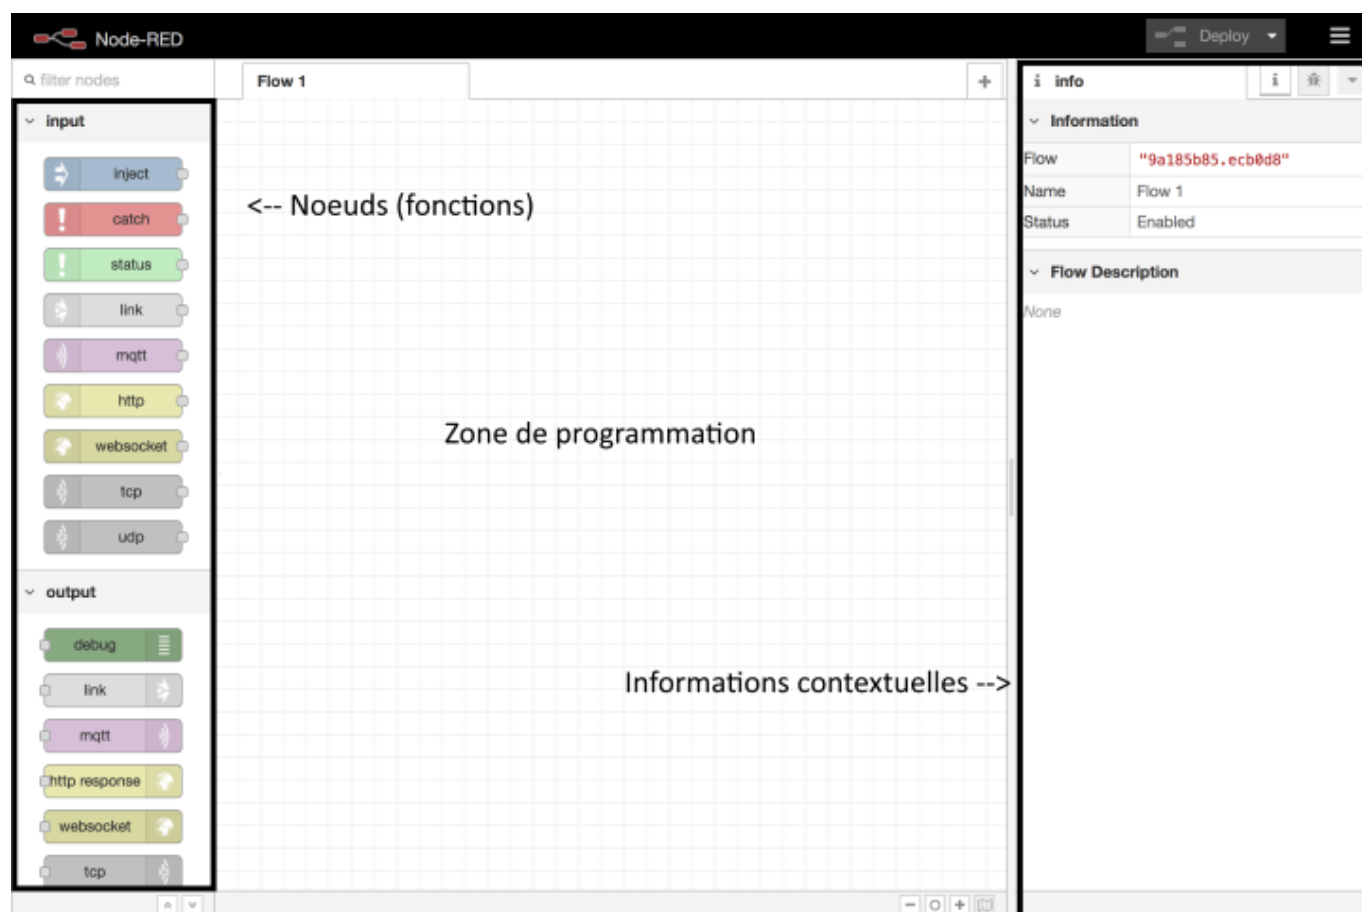 Node-RED
Deploy
filter nodes
Flow 1
+
i info
i
input
inject
catch
status
link
mqtt
http
websocket
tcp
udp
output
debug
link
mqtt
http response
websocket
tcp
<-- Noeuds (fonctions)
Zone de programmation
Informations contextuelles -->
Information
Flow "9a185b85.ecb0d8"
Name Flow 1
Status Enabled
Flow Description
None